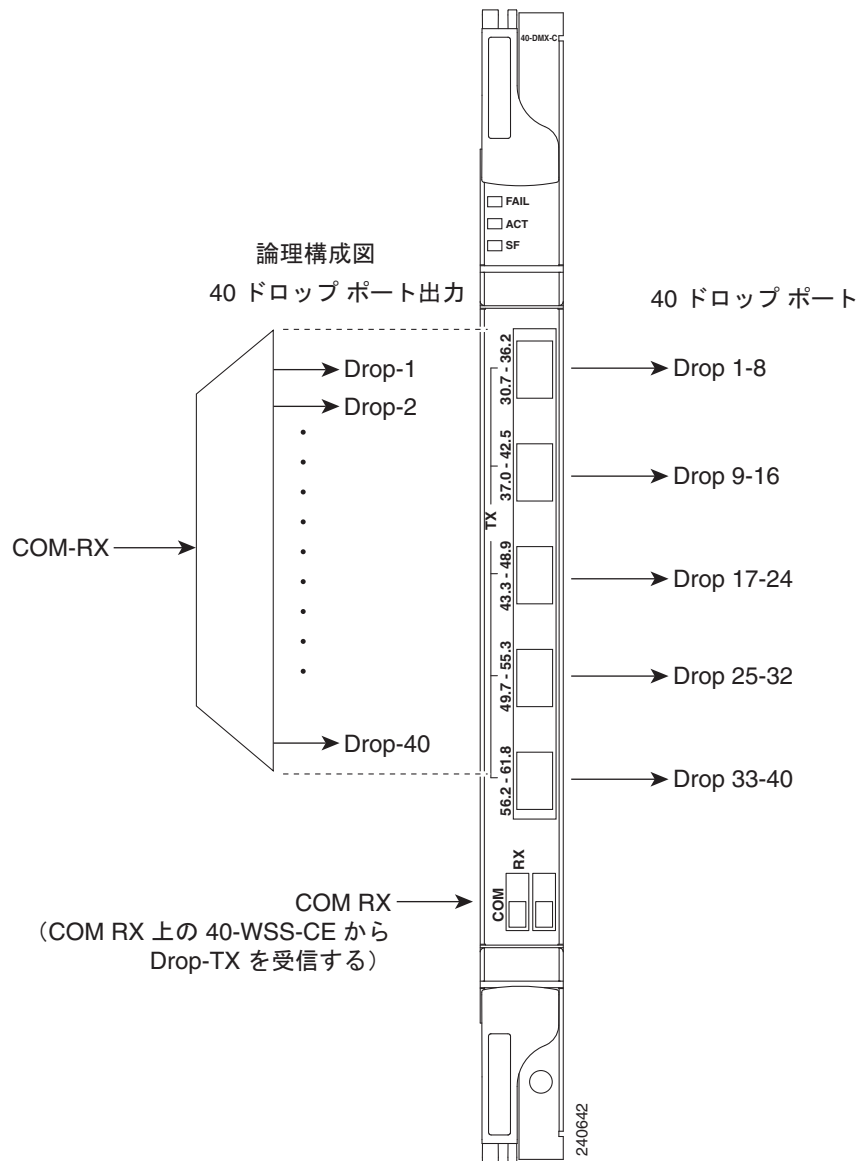 40-DMX-C
FAIL
ACT
SF
論理構成図
40 ドロップ ポート出力
40 ドロップ ポート
Drop-1
Drop-2
COM-RX
Drop-40
30.7 - 36.2
37.0 - 42.5
TX
43.3 - 48.9
49.7 - 55.3
56.2 - 61.8
Drop 1-8
Drop 9-16
Drop 17-24
Drop 25-32
Drop 33-40
RX
COM
COM RX
（COM RX 上の 40-WSS-CE から
Drop-TX を受信する）
240642